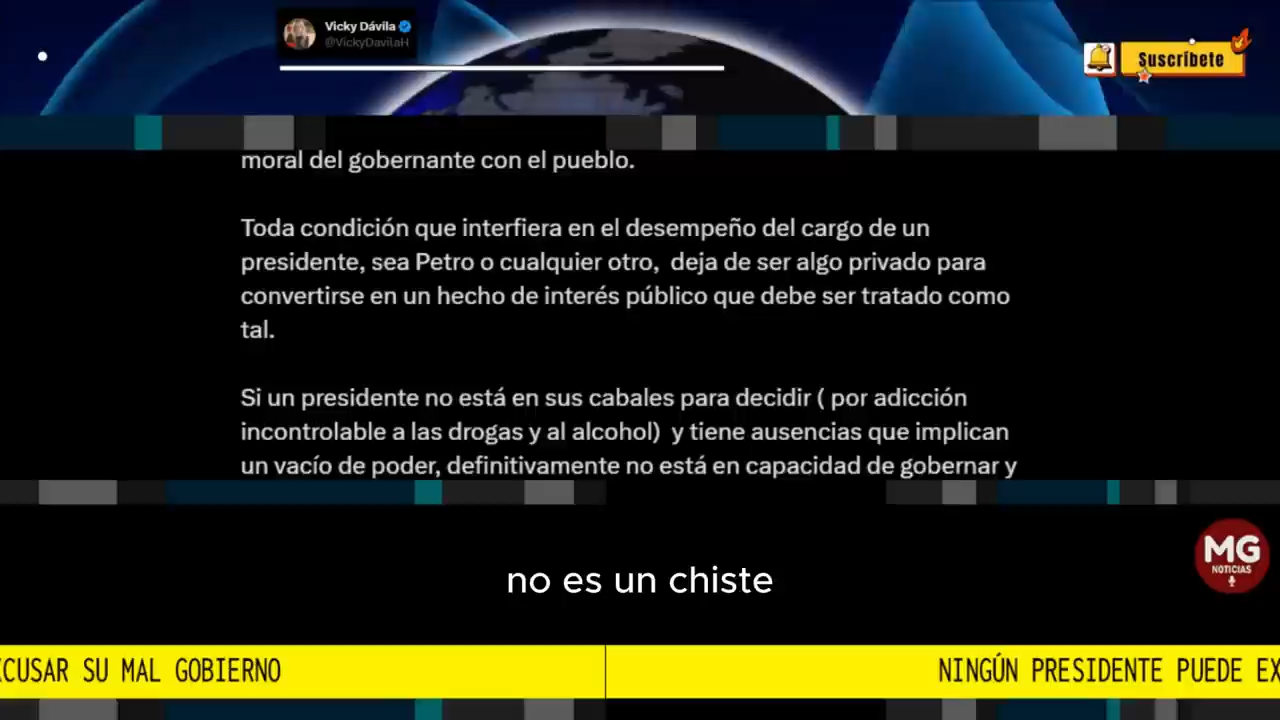 Vicky Dávila
@VickyDavilaH
Suscríbete
moral del gobernante con el pueblo.
Toda condición que interfiera en el desempeño del cargo de un
presidente, sea Petro o cualquier otro, deja de ser algo privado para
convertirse en un hecho de interés público que debe ser tratado como
tal.
Si un presidente no está en sus cabales para decidir ( por adicción
incontrolable a las drogas y al alcohol) y tiene ausencias que implican
un vacío de poder, definitivamente no está en capacidad de gobernar y
MG
NOTICIAS
no es un chiste
XCUSAR SU MAL GOBIERNO
NINGÚN PRESIDENTE PUEDE EX